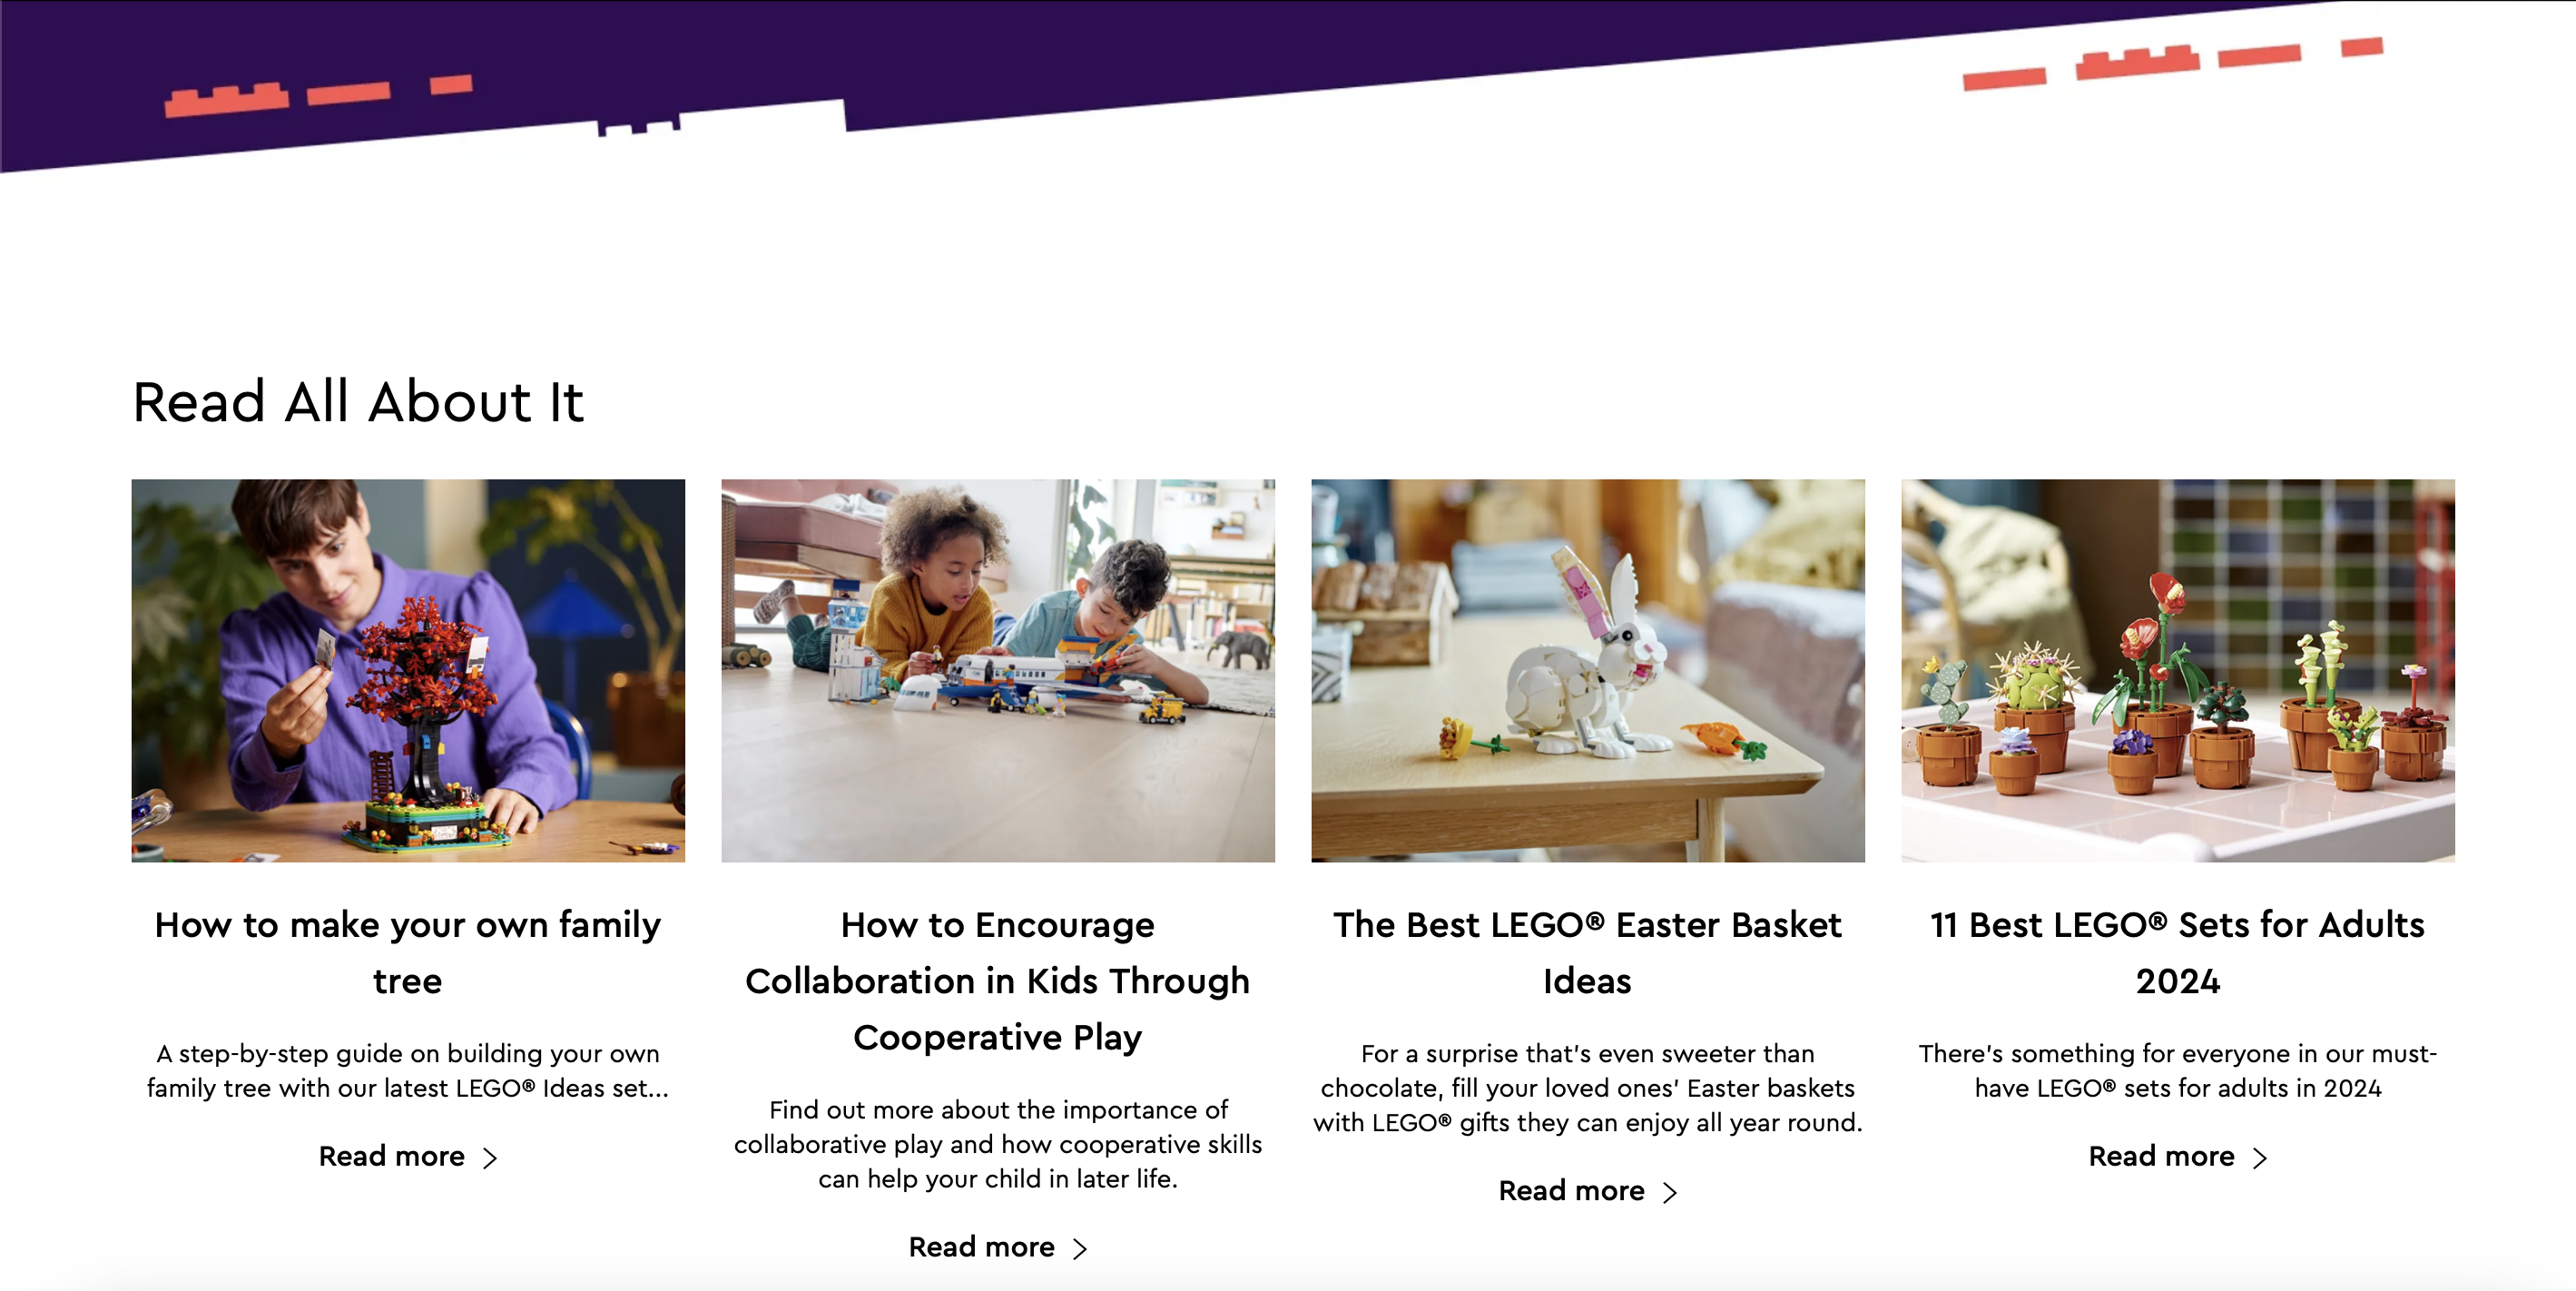 Read All About It
How to make your own family
tree
A step-by-step guide on building your own
family tree with our latest LEGO® Ideas set...
Read more
How to Encourage
Collaboration in Kids Through
Cooperative Play
Find out more about the importance of
collaborative play and how cooperative skills
can help your child in later life.
Read more
The Best LEGO® Easter Basket
Ideas
For a surprise that's even sweeter than
chocolate, fill your loved ones' Easter baskets
with LEGO® gifts they can enjoy all year round.
Read more
11 Best LEGO® Sets for Adults
2024
There's something for everyone in our must-
have LEGO® sets for adults in 2024
Read more